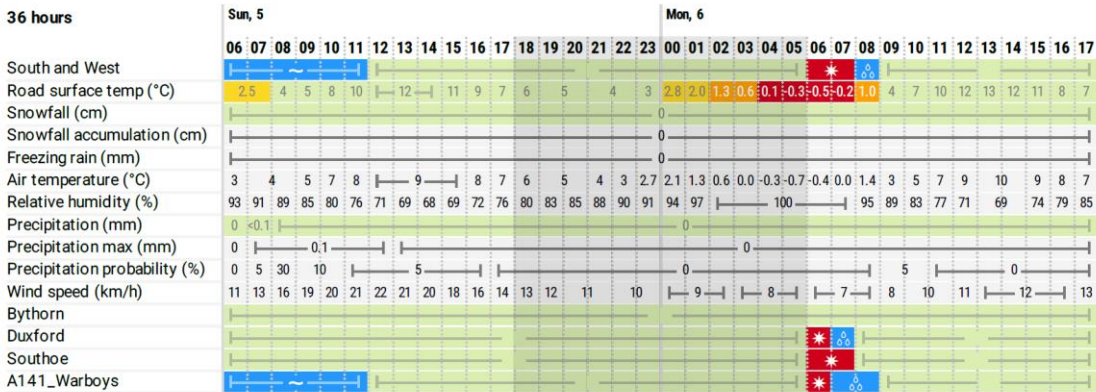 36 hours Sun, 5 Mon, 6
06 07 08 09 10 11 12 13 14 15 16 17 18 19 20 21 22 23 00 01 02 03 04 05 06 07 08 09 10 11 12 13 14 15 16 17
South and West ~
Road surface temp (°C) 2.5 4 5 8 10 12 11 9 7 6 5 4 3 2.8 2.0 1.3 0.6 0.1 -0.3 -0.5 -0.2 1.0 4 7 10 12 13 12 11 8 7
Snowfall (cm) 0
Snowfall accumulation (cm) 0
Freezing rain (mm) 0
Air temperature (°C) 3 4 5 7 8 9 8 7 6 5 4 3 2.7 2.1 1.3 0.6 0.0 -0.3 -0.7 -0.4 0.0 1.4 3 5 7 9 10 9 8 7
Relative humidity (%) 93 91 89 85 80 76 71 69 68 69 72 76 80 83 85 88 90 91 94 97 100 95 89 83 77 71 69 74 79 85
Precipitation (mm) 0 <0.1 0
Precipitation max (mm) 0 0.1 0
Precipitation probability (%) 0 5 30 10 5 0 5 0
Wind speed (km/h) 11 13 16 19 20 21 22 21 20 18 16 14 13 12 11 10 9 8 7 8 10 11 12 13
Bythorn
Duxford
Southoe
A141_Warboys ~